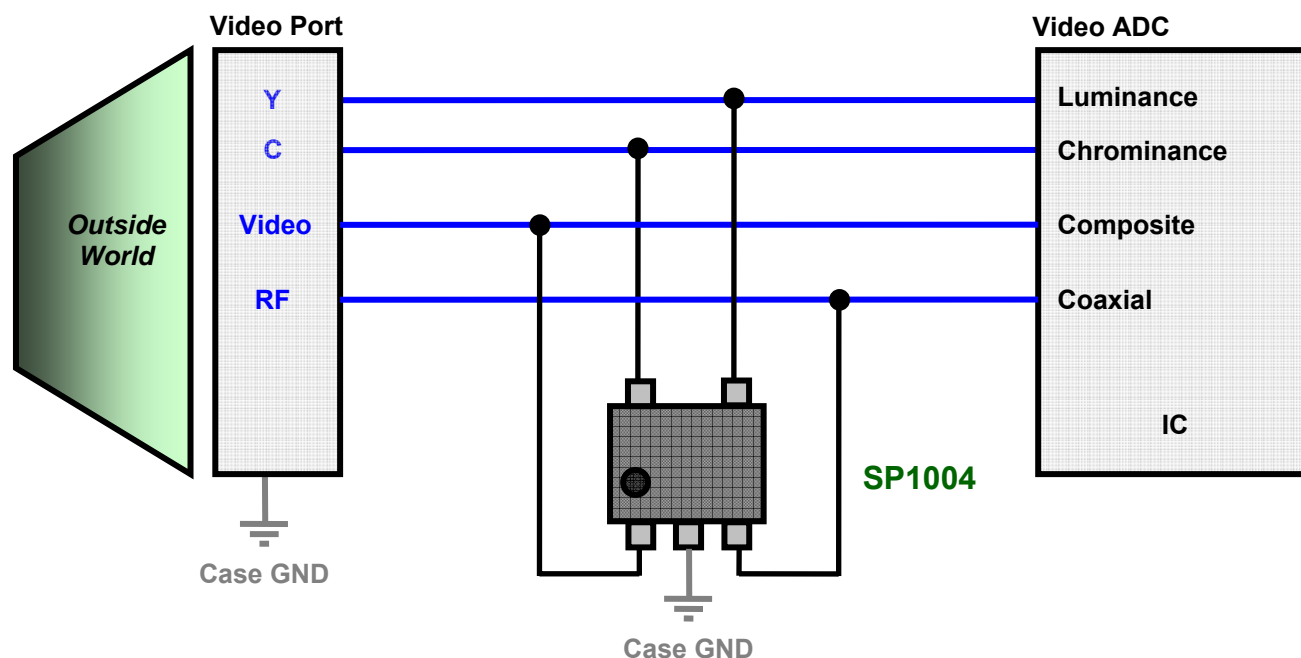 Video Port
Video ADC
Y
Luminance
C
Chrominance
Outside
World
Video
Composite
RF
Coaxial
IC
SP1004
Case GND
Case GND